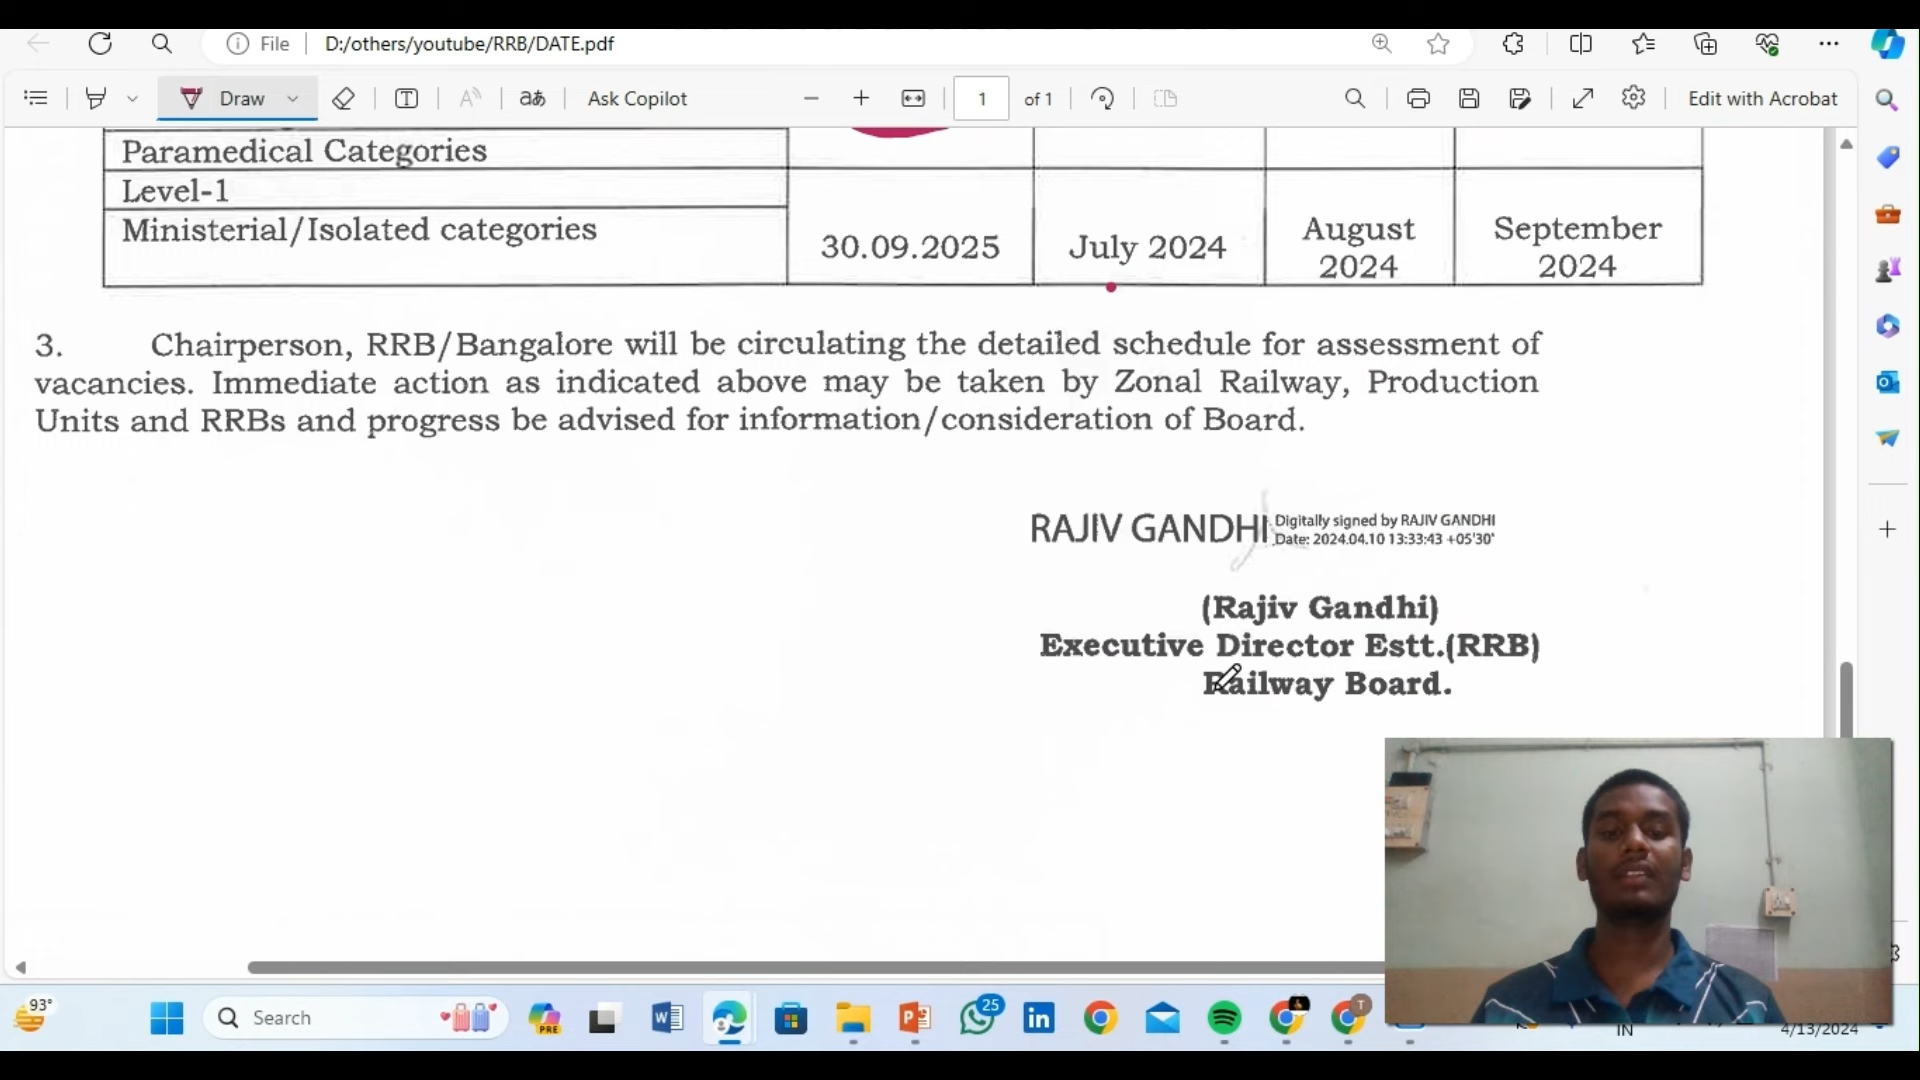 File D:/others/youtube/RRB/DATE.pdf
Draw Ask Copilot 1 of 1 Edit with Acrobat
Paramedical Categories
Level-1
Ministerial/Isolated categories 30.09.2025 July 2024 August 2024 September 2024
3. Chairperson, RRB/Bangalore will be circulating the detailed schedule for assessment of
vacancies. Immediate action as indicated above may be taken by Zonal Railway, Production
Units and RRBs and progress be advised for information/consideration of Board.
RAJIV GANDHI Digitally signed by RAJIV GANDHI
Date: 2024.04.10 13:33:43 +05'30'
(Rajiv Gandhi)
Executive Director Estt.(RRB)
Railway Board.
93° Search PRE 25 T IN 4/13/2024